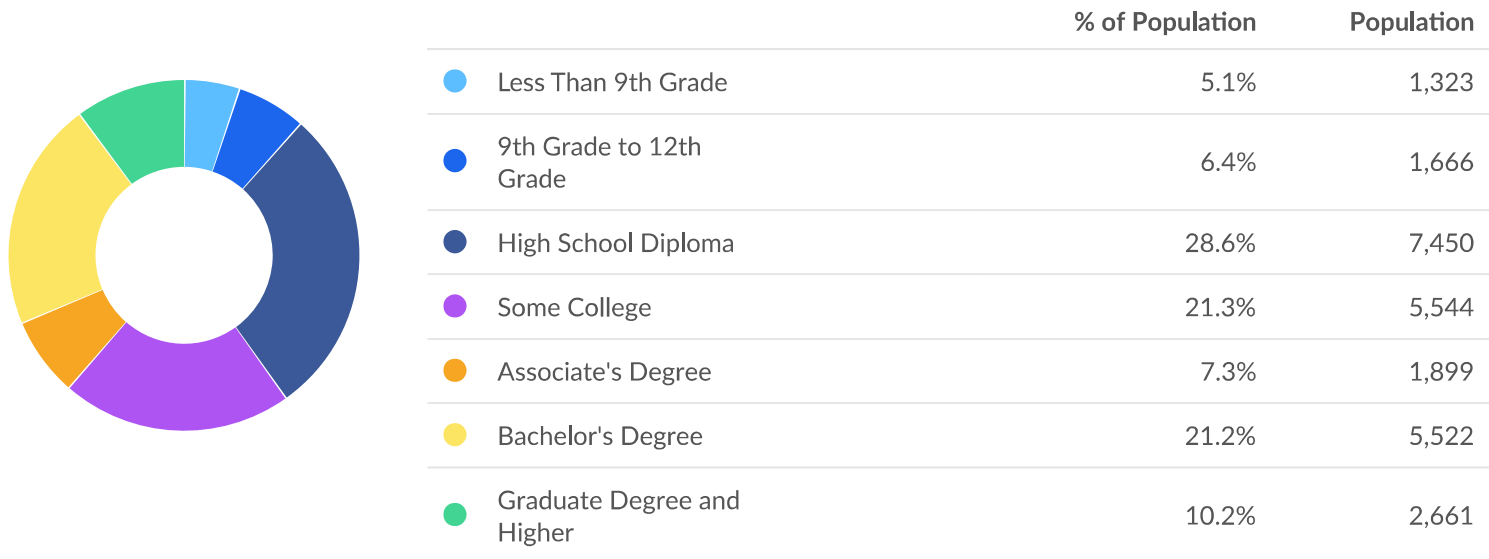 % of Population Population
Less Than 9th Grade 5.1% 1,323
9th Grade to 12th
Grade 6.4% 1,666
High School Diploma 28.6% 7,450
Some College 21.3% 5,544
Associate's Degree 7.3% 1,899
Bachelor's Degree 21.2% 5,522
Graduate Degree and
Higher 10.2% 2,661